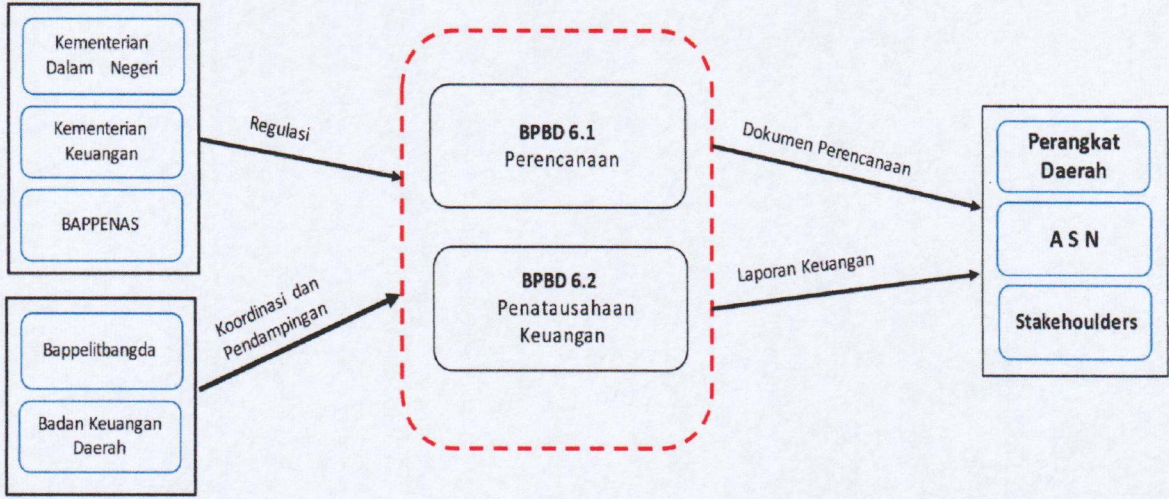 Kementerian
Dalam Negeri
Kementerian
Keuangan
BAPPENAS
Bappelitbangda
Badan Keuangan
Daerah
Regulasi
Koordinasi dan
Pendampingan
BPBD 6.1
Perencanaan
BPBD 6.2
Penatausahaan
Keuangan
Dokumen Perencanaan
Laporan Keuangan
Perangkat
Daerah
A S N
Stakehoulders